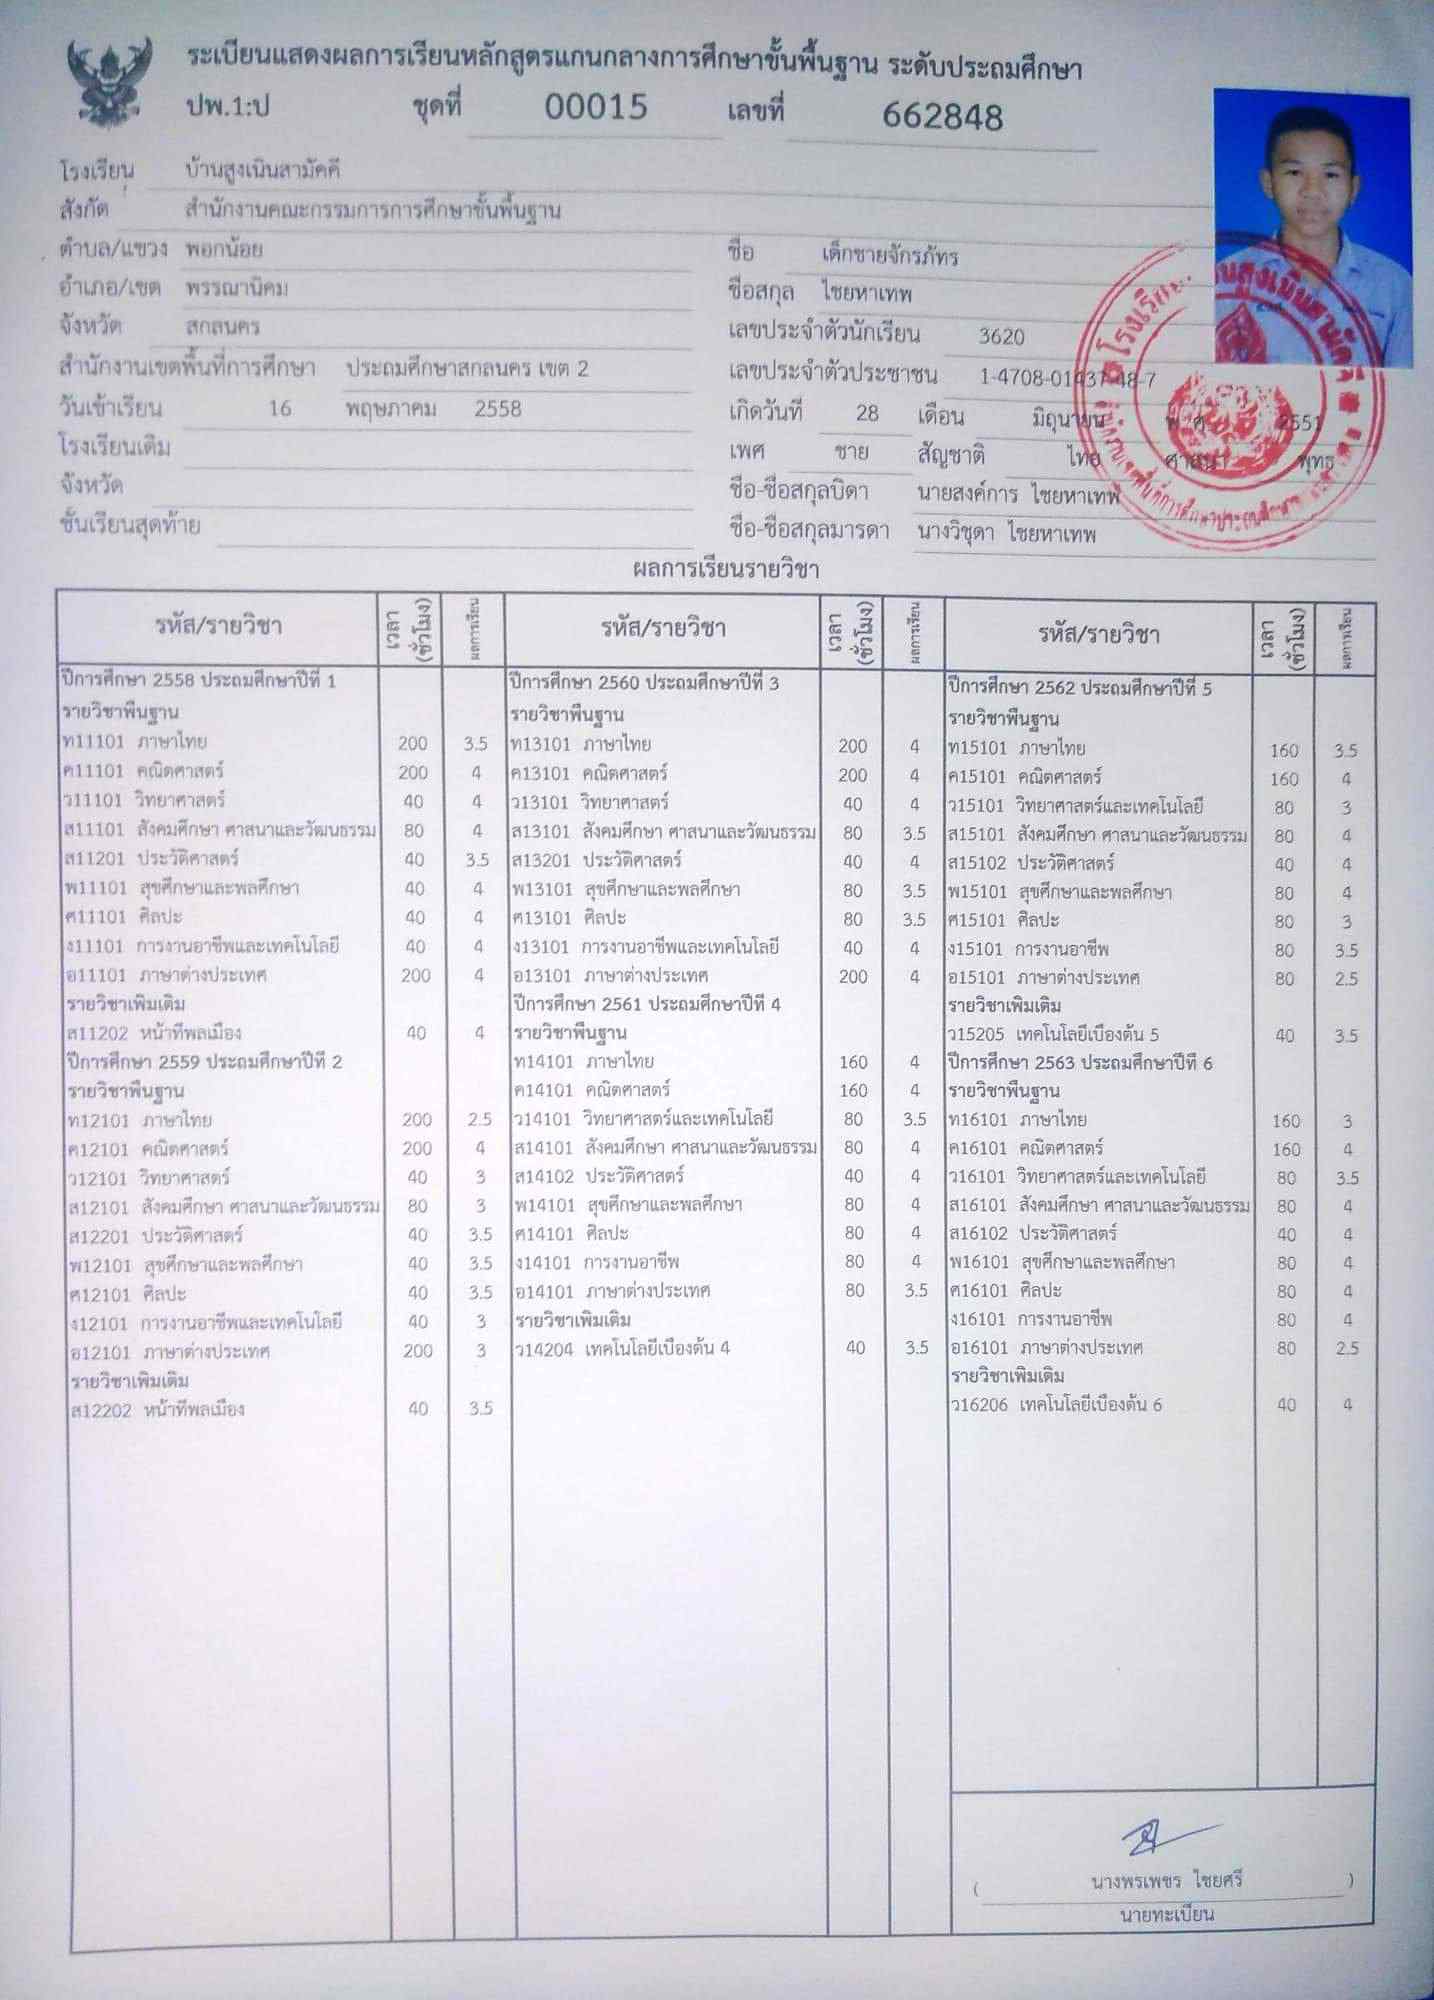 ระเบียนแสดงผลการเรียนหลักสูตรแกนกลางการศึกษาขั้นพื้นฐาน ระดับประถมศึกษา
ปพ.1:ป ชุดที่ 00015 เลขที่ 662848
โรงเรียน บ้านสูงเนินสามัคคี
สังกัด สำนักงานคณะกรรมการการศึกษาขั้นพื้นฐาน
ตำบล/แขวง พอกน้อย
อำเภอ/เขต พรรณานิคม
จังหวัด สกลนคร
สำนักงานเขตพื้นที่การศึกษา ประถมศึกษาสกลนคร เขต 2
วันเข้าเรียน 16 พฤษภาคม 2558
โรงเรียนเดิม
จังหวัด
ชั้นเรียนสุดท้าย
ชื่อ เด็กชายจักรภัทร
ชื่อสกุล ไชยหาเทพ
เลขประจำตัวนักเรียน 3620
เลขประจำตัวประชาชน 1-4708-01437-48-7
เกิดวันที่ 28 เดือน มิถุนายน พ.ศ. 2551
เพศ ชาย สัญชาติ ไทย ศาสนา พุทธ
ชื่อ-ชื่อสกุลบิดา นายสงค์การ ไชยหาเทพ
ชื่อ-ชื่อสกุลมารดา นางวิชุดา ไชยหาเทพ
ผลการเรียนรายวิชา
รหัส/รายวิชา เวลา (ชั่วโมง) ผลการเรียน
ปีการศึกษา 2558 ประถมศึกษาปีที่ 1
รายวิชาพื้นฐาน
ท11101 ภาษาไทย 200 3.5
ค11101 คณิตศาสตร์ 200 4
ว11101 วิทยาศาสตร์ 40 4
ส11101 สังคมศึกษา ศาสนาและวัฒนธรรม 80 4
ส11201 ประวัติศาสตร์ 40 3.5
พ11101 สุขศึกษาและพลศึกษา 40 4
ศ11101 ศิลปะ 40 4
ง11101 การงานอาชีพและเทคโนโลยี 40 4
อ11101 ภาษาต่างประเทศ 200 4
รายวิชาเพิ่มเติม
ส11202 หน้าที่พลเมือง 40 4
ปีการศึกษา 2559 ประถมศึกษาปีที่ 2
รายวิชาพื้นฐาน
ท12101 ภาษาไทย 200 2.5
ค12101 คณิตศาสตร์ 200 4
ว12101 วิทยาศาสตร์ 40 3
ส12101 สังคมศึกษา ศาสนาและวัฒนธรรม 80 3
ส12201 ประวัติศาสตร์ 40 3.5
พ12101 สุขศึกษาและพลศึกษา 40 3.5
ศ12101 ศิลปะ 40 3.5
ง12101 การงานอาชีพและเทคโนโลยี 40 3
อ12101 ภาษาต่างประเทศ 200 3
รายวิชาเพิ่มเติม
ส12202 หน้าที่พลเมือง 40 3.5
รหัส/รายวิชา เวลา (ชั่วโมง) ผลการเรียน
ปีการศึกษา 2560 ประถมศึกษาปีที่ 3
รายวิชาพื้นฐาน
ท13101 ภาษาไทย 200 4
ค13101 คณิตศาสตร์ 200 4
ว13101 วิทยาศาสตร์ 40 4
ส13101 สังคมศึกษา ศาสนาและวัฒนธรรม 80 3.5
ส13201 ประวัติศาสตร์ 40 4
พ13101 สุขศึกษาและพลศึกษา 80 3.5
ศ13101 ศิลปะ 80 3.5
ง13101 การงานอาชีพและเทคโนโลยี 40 4
อ13101 ภาษาต่างประเทศ 200 4
ปีการศึกษา 2561 ประถมศึกษาปีที่ 4
รายวิชาพื้นฐาน
ท14101 ภาษาไทย 160 4
ค14101 คณิตศาสตร์ 160 4
ว14101 วิทยาศาสตร์และเทคโนโลยี 80 3.5
ส14101 สังคมศึกษา ศาสนาและวัฒนธรรม 80 4
ส14102 ประวัติศาสตร์ 40 4
พ14101 สุขศึกษาและพลศึกษา 80 4
ศ14101 ศิลปะ 80 4
ง14101 การงานอาชีพ 80 4
อ14101 ภาษาต่างประเทศ 80 3.5
รายวิชาเพิ่มเติม
ว14204 เทคโนโลยีเบื้องต้น 4 40 3.5
รหัส/รายวิชา เวลา (ชั่วโมง) ผลการเรียน
ปีการศึกษา 2562 ประถมศึกษาปีที่ 5
รายวิชาพื้นฐาน
ท15101 ภาษาไทย 160 3.5
ค15101 คณิตศาสตร์ 160 4
ว15101 วิทยาศาสตร์และเทคโนโลยี 80 3
ส15101 สังคมศึกษา ศาสนาและวัฒนธรรม 80 4
ส15102 ประวัติศาสตร์ 40 4
พ15101 สุขศึกษาและพลศึกษา 80 4
ศ15101 ศิลปะ 80 3
ง15101 การงานอาชีพ 80 3.5
อ15101 ภาษาต่างประเทศ 80 2.5
รายวิชาเพิ่มเติม
ว15205 เทคโนโลยีเบื้องต้น 5 40 3.5
ปีการศึกษา 2563 ประถมศึกษาปีที่ 6
รายวิชาพื้นฐาน
ท16101 ภาษาไทย 160 3
ค16101 คณิตศาสตร์ 160 4
ว16101 วิทยาศาสตร์และเทคโนโลยี 80 3.5
ส16101 สังคมศึกษา ศาสนาและวัฒนธรรม 80 4
ส16102 ประวัติศาสตร์ 40 4
พ16101 สุขศึกษาและพลศึกษา 80 4
ศ16101 ศิลปะ 80 4
ง16101 การงานอาชีพ 80 4
อ16101 ภาษาต่างประเทศ 80 2.5
รายวิชาเพิ่มเติม
ว16206 เทคโนโลยีเบื้องต้น 6 40 4
( นางพรเพชร ไชยศรี )
นายทะเบียน